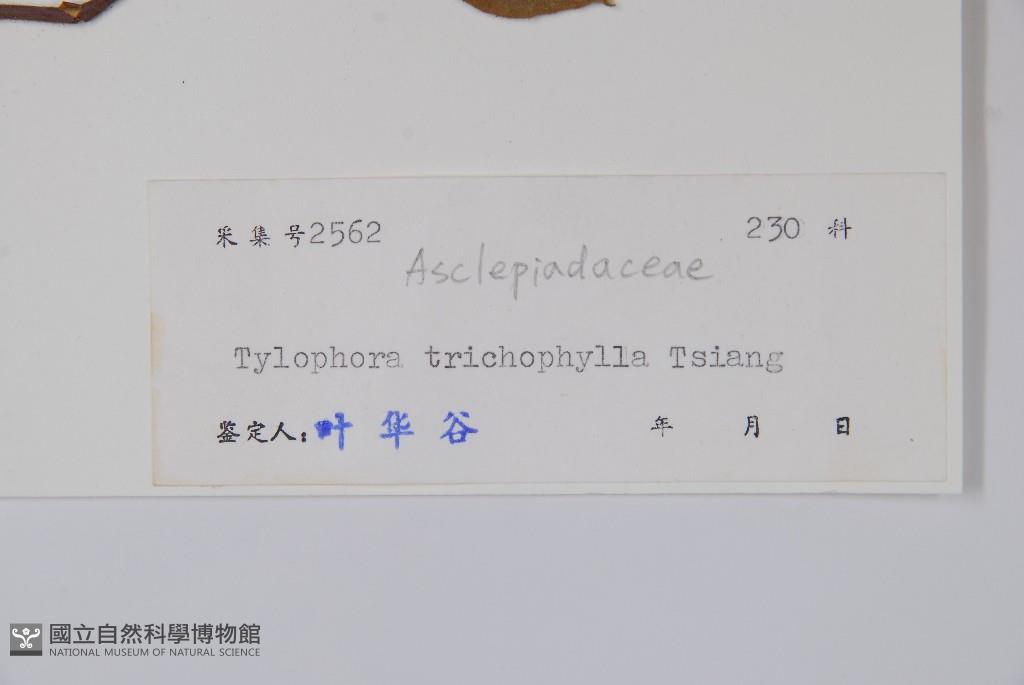 采集号2562 230 科
Asclepiadaceae
Tylophora trichophylla Tsiang
鉴定人：叶华谷 年 月 日
國立自然科學博物館
NATIONAL MUSEUM OF NATURAL SCIENCE